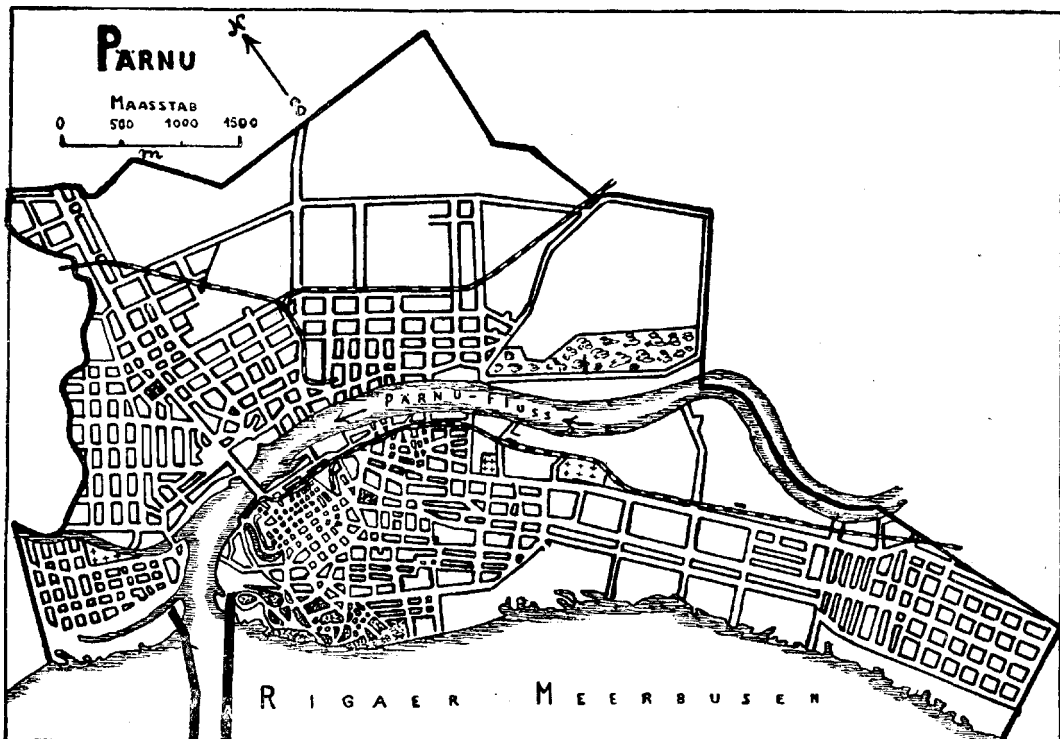 N
PÄRNU
MAASSTAB
0 500 1000 1500
m
PÄRNU-FLUSS
RIGAER MEERBUSEN